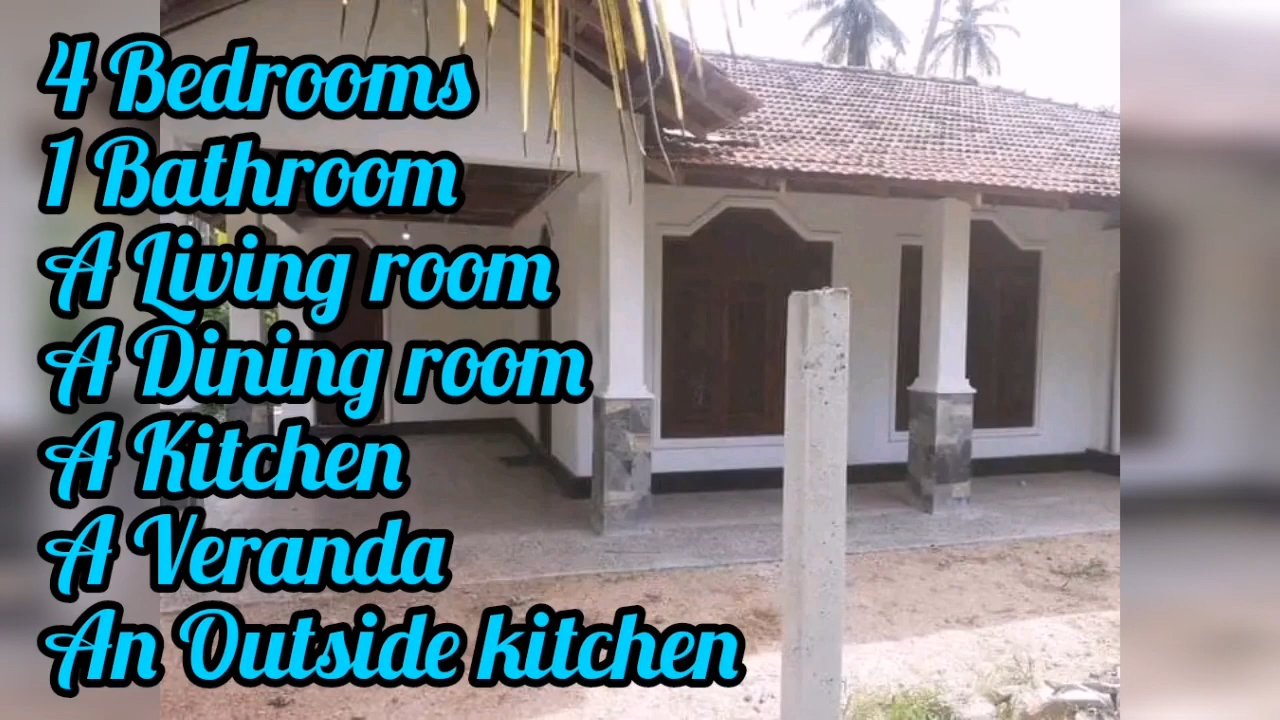 4 Bedrooms
1 Bathroom
A Living room
A Dining room
A Kitchen
A Veranda
An Outside kitchen